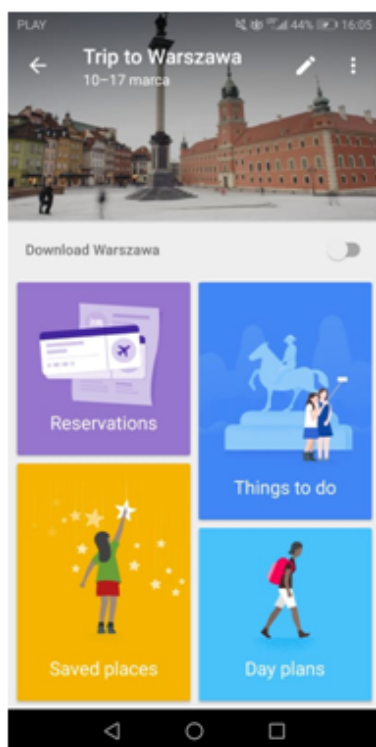 PLAY 44% 16:05
Trip to Warszawa
10–17 marca
Download Warszawa
Reservations
Things to do
Saved places
Day plans